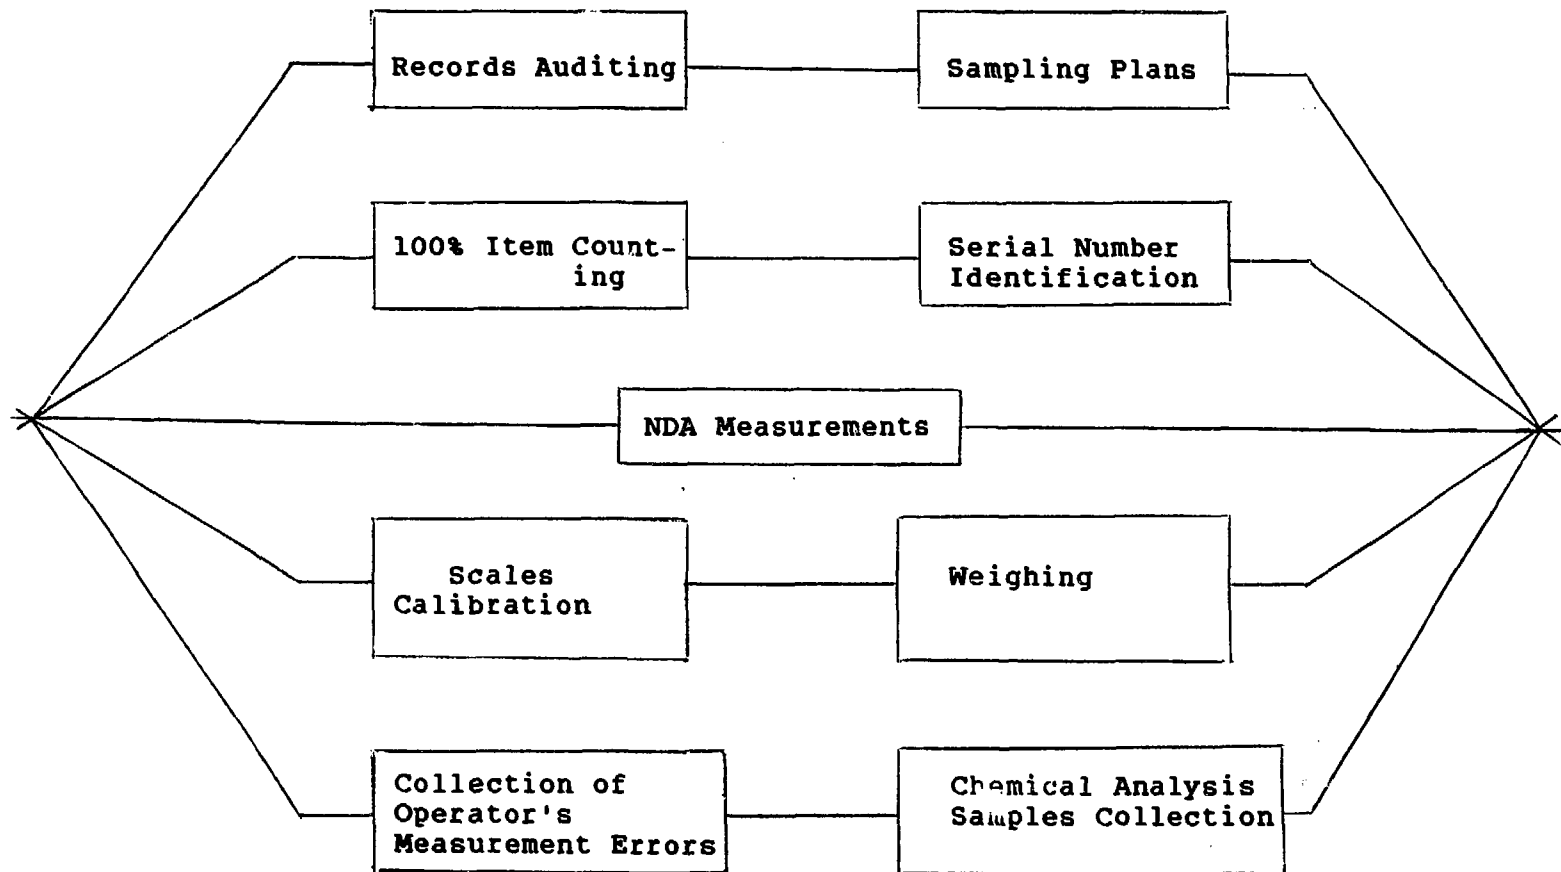 Records Auditing
Sampling Plans
100% Item Count-
ing
Serial Number
Identification
NDA Measurements
Scales
Calibration
Weighing
Collection of
Operator's
Measurement Errors
Chemical Analysis
Samples Collection